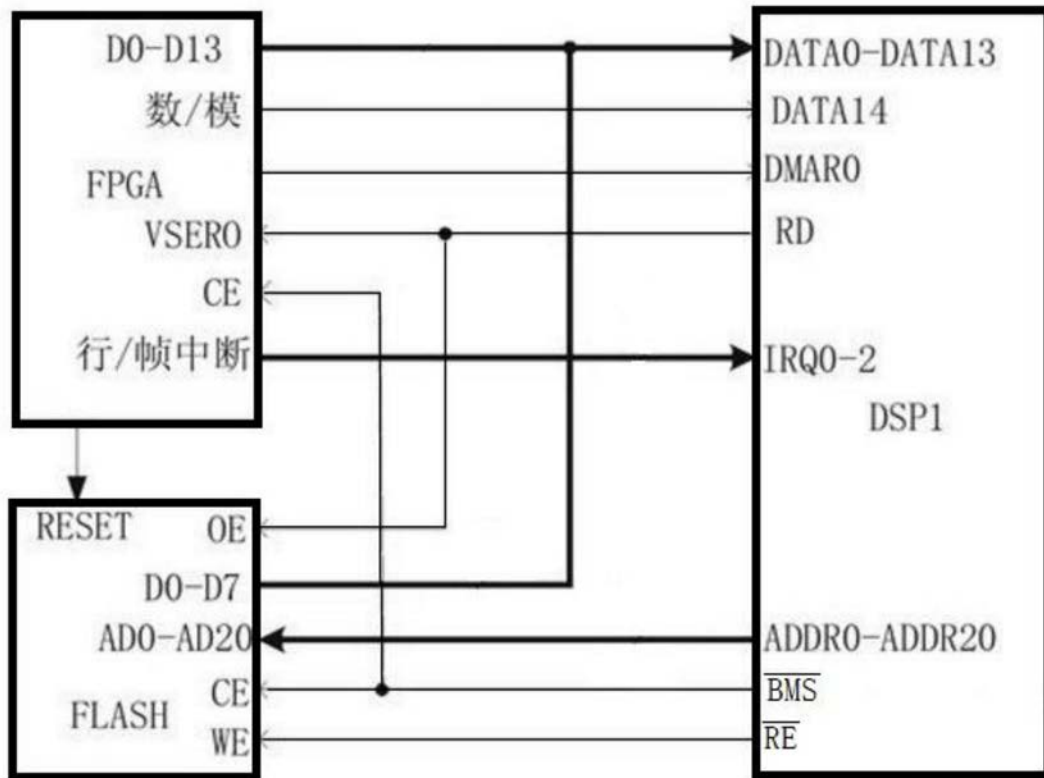 D0-D13
数/模
FPGA
VSERO
CE
行/帧中断
RESET
OE
D0-D7
AD0-AD20
CE
FLASH
WE
DATA0-DATA13
DATA14
DMAR0
RD
IRQ0-2
DSP1
ADDR0-ADDR20
BMS
RE